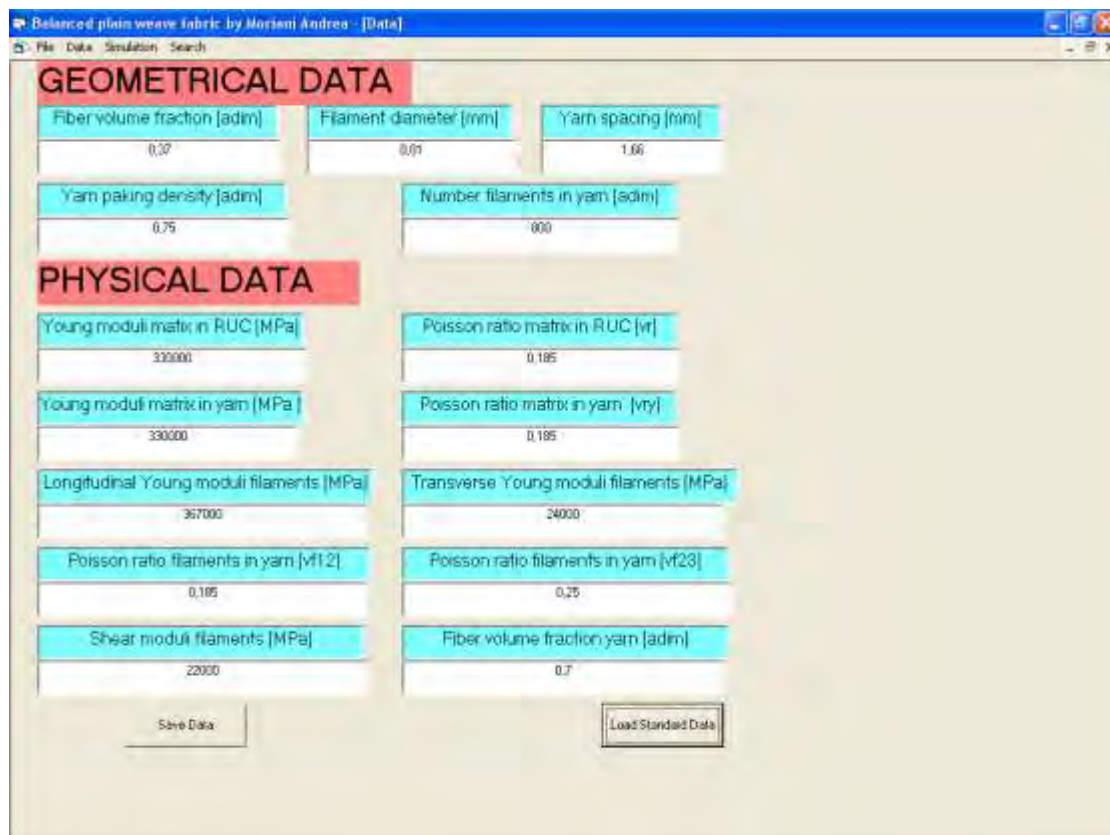 Balanced plain weave fabric by Moriani Andrea - [Data]
File Data Simulation Search
GEOMETRICAL DATA
Fiber volume fraction [adim] Filament diameter [mm] Yarn spacing [mm]
0,37 0,01 1,66
Yarn paking density [adim] Number filaments in yarn [adim]
0,75 800
PHYSICAL DATA
Young moduli matix in RUC [MPa] Poisson ratio matrix in RUC [vr]
330000 0,185
Young moduli matrix in yarn [MPa ] Poisson ratio matrix in yarn [vry]
330000 0,185
Longitudinal Young moduli filaments [MPa] Transverse Young moduli filaments [MPa]
367000 24000
Poisson ratio filaments in yarn [vf12] Poisson ratio filaments in yarn [vf23]
0,185 0,25
Shear moduli filaments [MPa] Fiber volume fraction yarn [adim]
22000 0.7
Save Data Load Standard Data